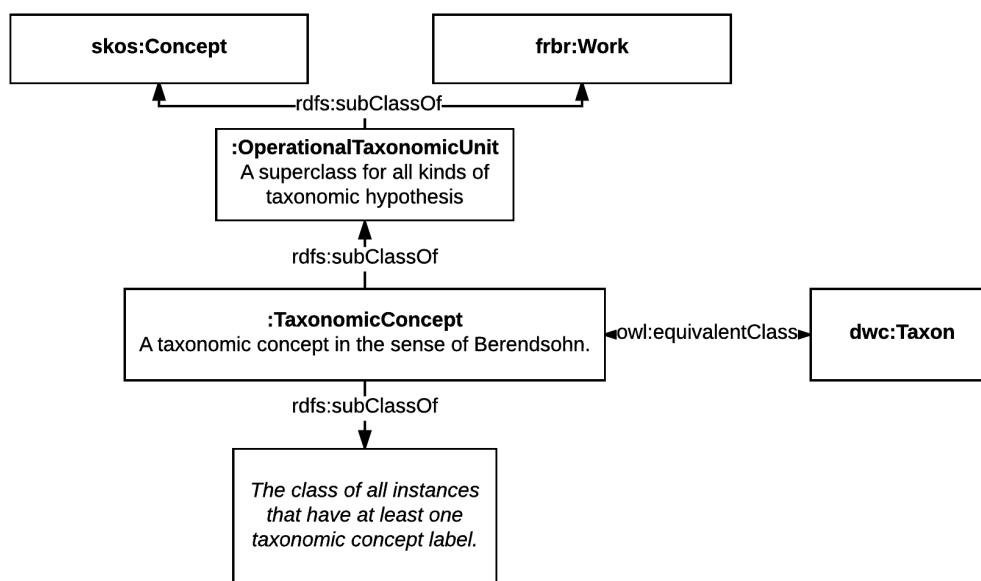 skos:Concept
frbr:Work
rdfs:subClassOf
:OperationalTaxonomicUnit
A superclass for all kinds of
taxonomic hypothesis
rdfs:subClassOf
:TaxonomicConcept
A taxonomic concept in the sense of Berendsohn.
owl:equivalentClass
dwc:Taxon
rdfs:subClassOf
The class of all instances
that have at least one
taxonomic concept label.